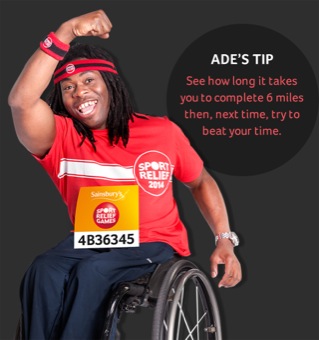 ADE'S TIP
See how long it takes
you to complete 6 miles
then, next time, try to
beat your time.
SPORT
RELIEF
2014
Sainsbury's
SPORT
RELIEF
GAMES
4B36345